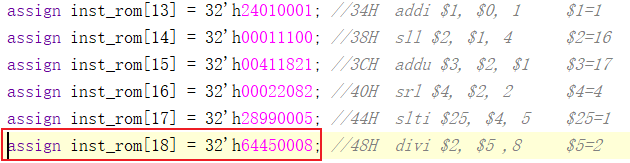 assign inst_rom[13] = 32'h24010001; //34H addi $1, $0, 1 $1=1
assign inst_rom[14] = 32'h00011100; //38H sll $2, $1, 4 $2=16
assign inst_rom[15] = 32'h00411821; //3CH addu $3, $2, $1 $3=17
assign inst_rom[16] = 32'h00022082; //40H srl $4, $2, 2 $4=4
assign inst_rom[17] = 32'h28990005; //44H slti $25, $4, 5 $25=1
assign inst_rom[18] = 32'h64450008; //48H divi $2, $5 ,8 $5=2